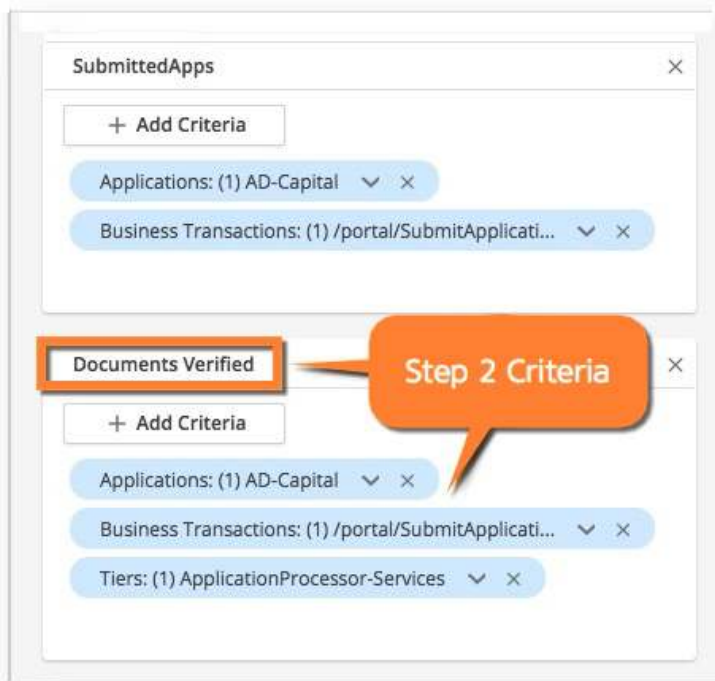 SubmittedApps
+ Add Criteria
Applications: (1) AD-Capital
Business Transactions: (1) /portal/SubmitApplicati...
Documents Verified
Step 2 Criteria
+ Add Criteria
Applications: (1) AD-Capital
Business Transactions: (1) /portal/SubmitApplicati...
Tiers: (1) ApplicationProcessor-Services